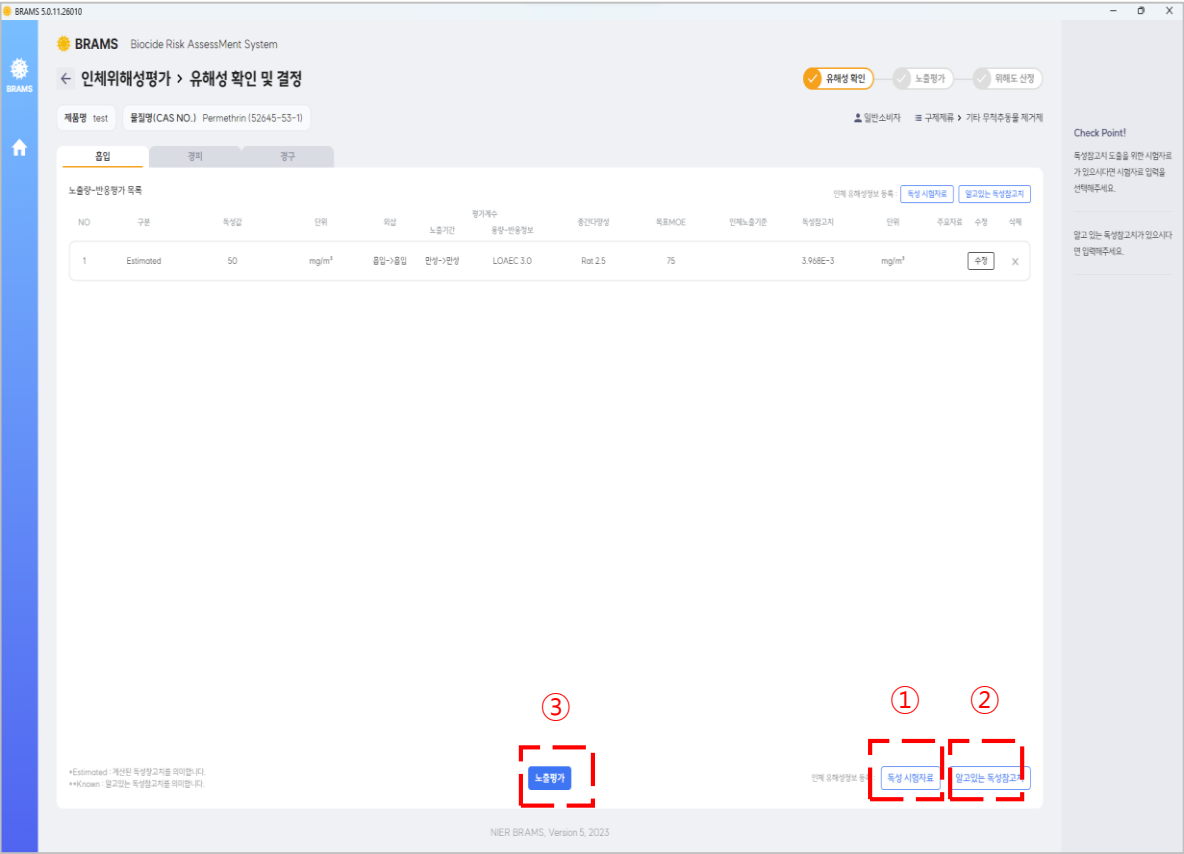 BRAMS 5.0.11.26010
BRAMS Biocide Risk AssessMent System
BRAMS
인체위해성평가 > 유해성 확인 및 결정
유해성 확인 노출평가 위해도 산정
제품명 test 물질명(CAS NO.) Permethrin (52645-53-1)
일반소비자 구제제류 > 기타 무척추동물 제거제
흡입 경피 경구
노출량-반응평가 목록
인체 유해성정보 등록 : 독성 시험자료 알고있는 독성참고치
평가계수
NO 구분 독성값 단위 외삽 노출기간 용량-반응정보 종간다양성 목표MOE 인체노출기준 독성참고치 단위 주요자료 수정 삭제
1 Estimated 50 mg/m³ 흡입->흡입 만성->만성 LOAEC 3.0 Rat 2.5 75 3.968E-3 mg/m³ 수정 X
Check Point!
독성참고치 도출을 위한 시험자료
가 있으시다면 시험자료 입력을
선택해주세요.
알고 있는 독성참고치가 있으시다
면 입력해주세요.
③ ① ②
*Estimated : 계산된 독성참고치를 의미합니다.
**Known : 알고있는 독성참고치를 의미합니다.
노출평가
인체 유해성정보 등록 독성 시험자료 알고있는 독성참고치
NIER BRAMS, Version 5, 2023